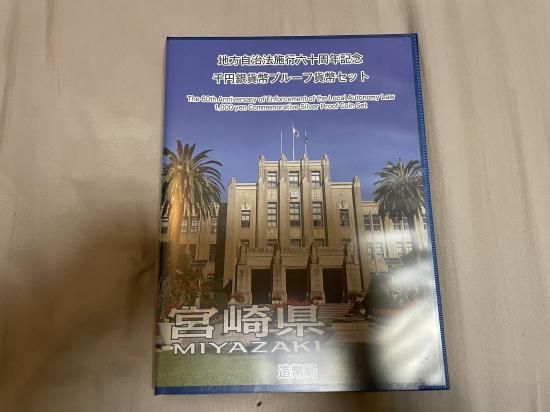 地方自治法施行六十周年記念
千円銀貨幣プルーフ貨幣セット
The 60th Anniversary of Enforcement of the Local Autonomy Law
1,000 yen Commemorative Silver Proof Coin Set
宮崎県
MIYAZAKI
造幣局